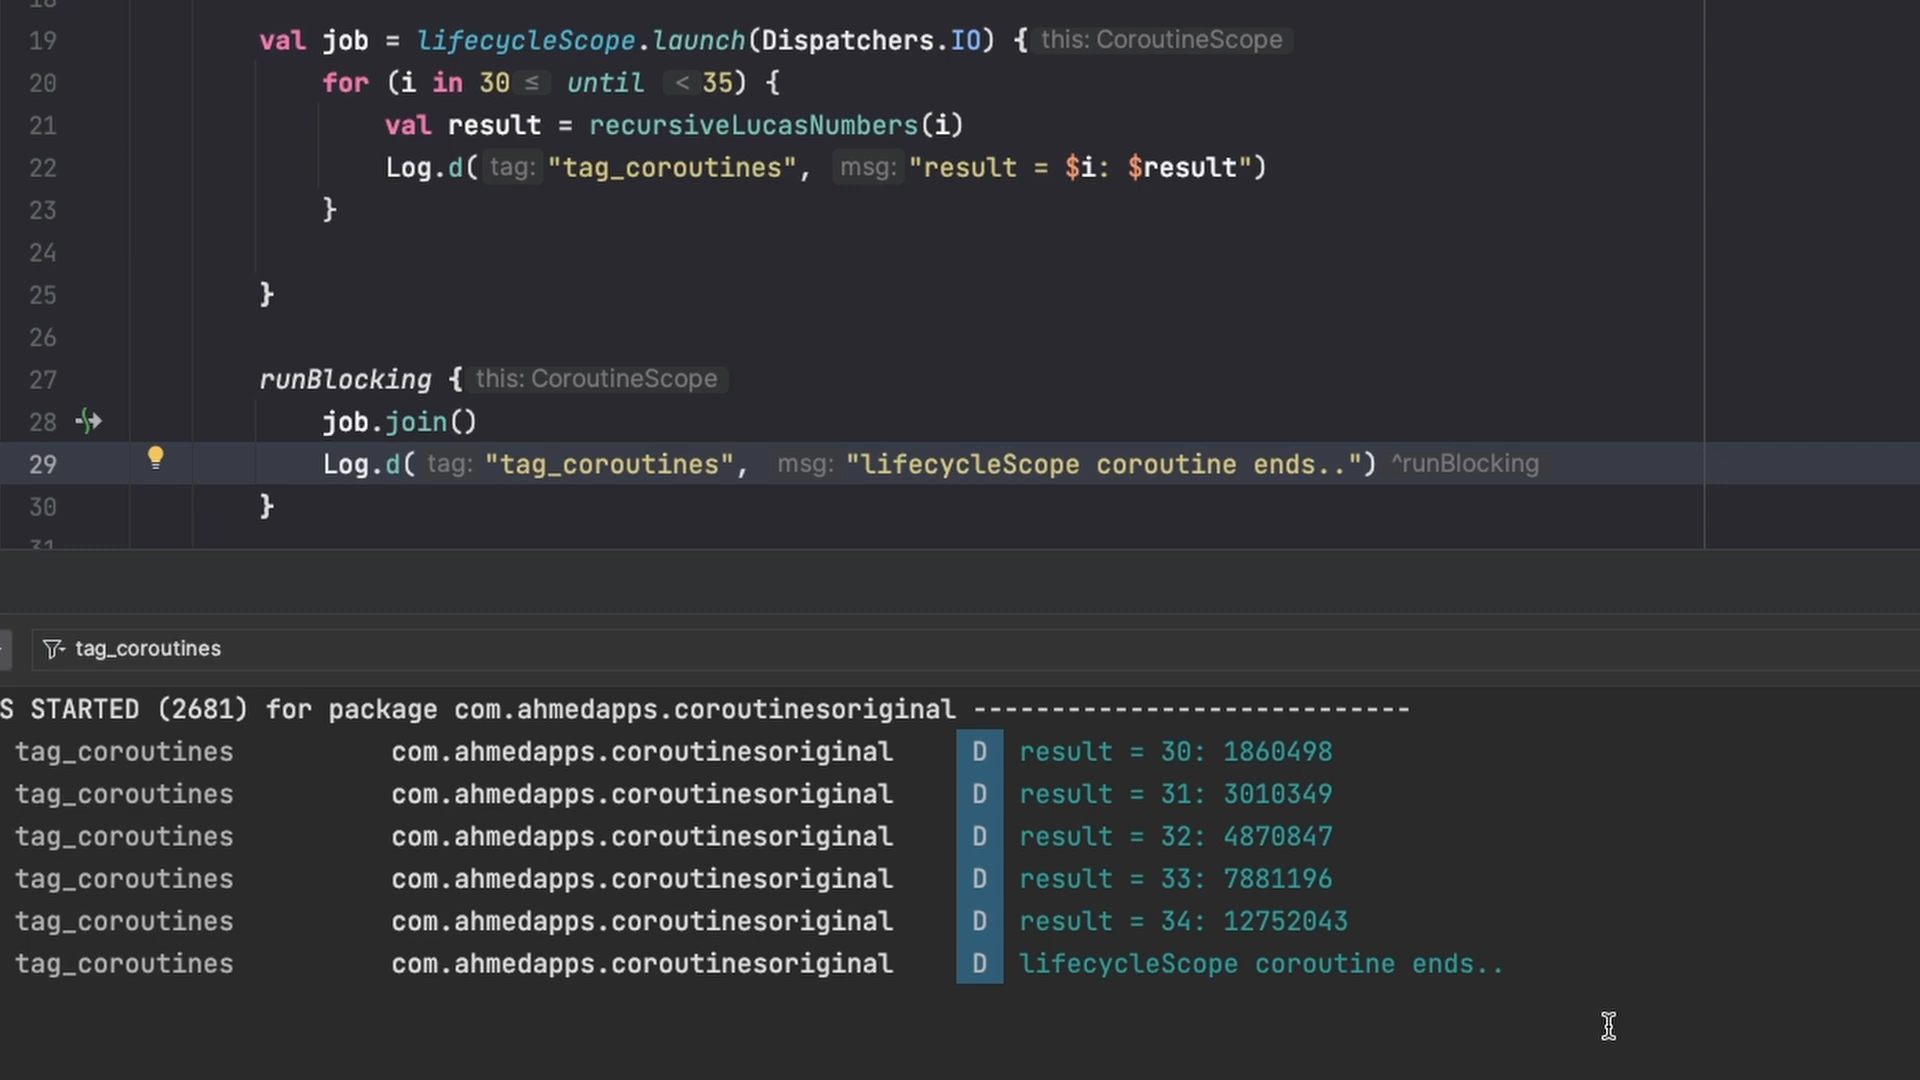 18
19 val job = lifecycleScope.launch(Dispatchers.IO) { this: CoroutineScope
20 for (i in 30 ≤ until < 35) {
21 val result = recursiveLucasNumbers(i)
22 Log.d( tag: "tag_coroutines", msg: "result = $i: $result")
23 }
24
25 }
26
27 runBlocking { this: CoroutineScope
28 job.join()
29 Log.d( tag: "tag_coroutines", msg: "lifecycleScope coroutine ends..") ^runBlocking
30 }
31
tag_coroutines
S STARTED (2681) for package com.ahmedapps.coroutinesoriginal ----------------------------
tag_coroutines com.ahmedapps.coroutinesoriginal D result = 30: 1860498
tag_coroutines com.ahmedapps.coroutinesoriginal D result = 31: 3010349
tag_coroutines com.ahmedapps.coroutinesoriginal D result = 32: 4870847
tag_coroutines com.ahmedapps.coroutinesoriginal D result = 33: 7881196
tag_coroutines com.ahmedapps.coroutinesoriginal D result = 34: 12752043
tag_coroutines com.ahmedapps.coroutinesoriginal D lifecycleScope coroutine ends..